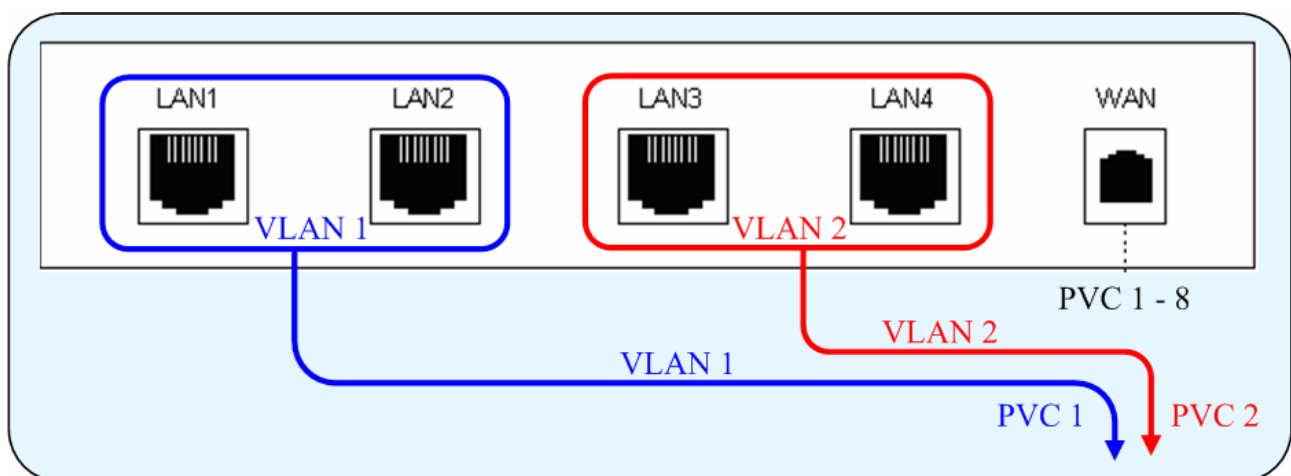 LAN1 LAN2 LAN3 LAN4 WAN
VLAN 1 VLAN 2
PVC 1 - 8
VLAN 2
VLAN 1
PVC 1 PVC 2